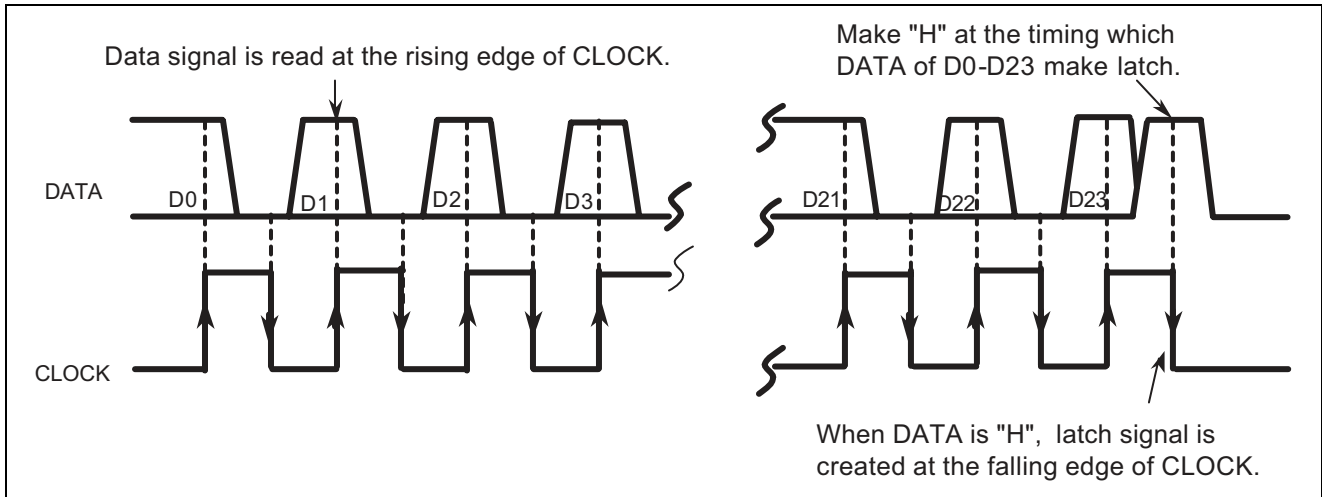 Data signal is read at the rising edge of CLOCK.
Make "H" at the timing which
DATA of D0-D23 make latch.
DATA
D0
D1
D2
D3
D21
D22
D23
CLOCK
When DATA is "H", latch signal is
created at the falling edge of CLOCK.